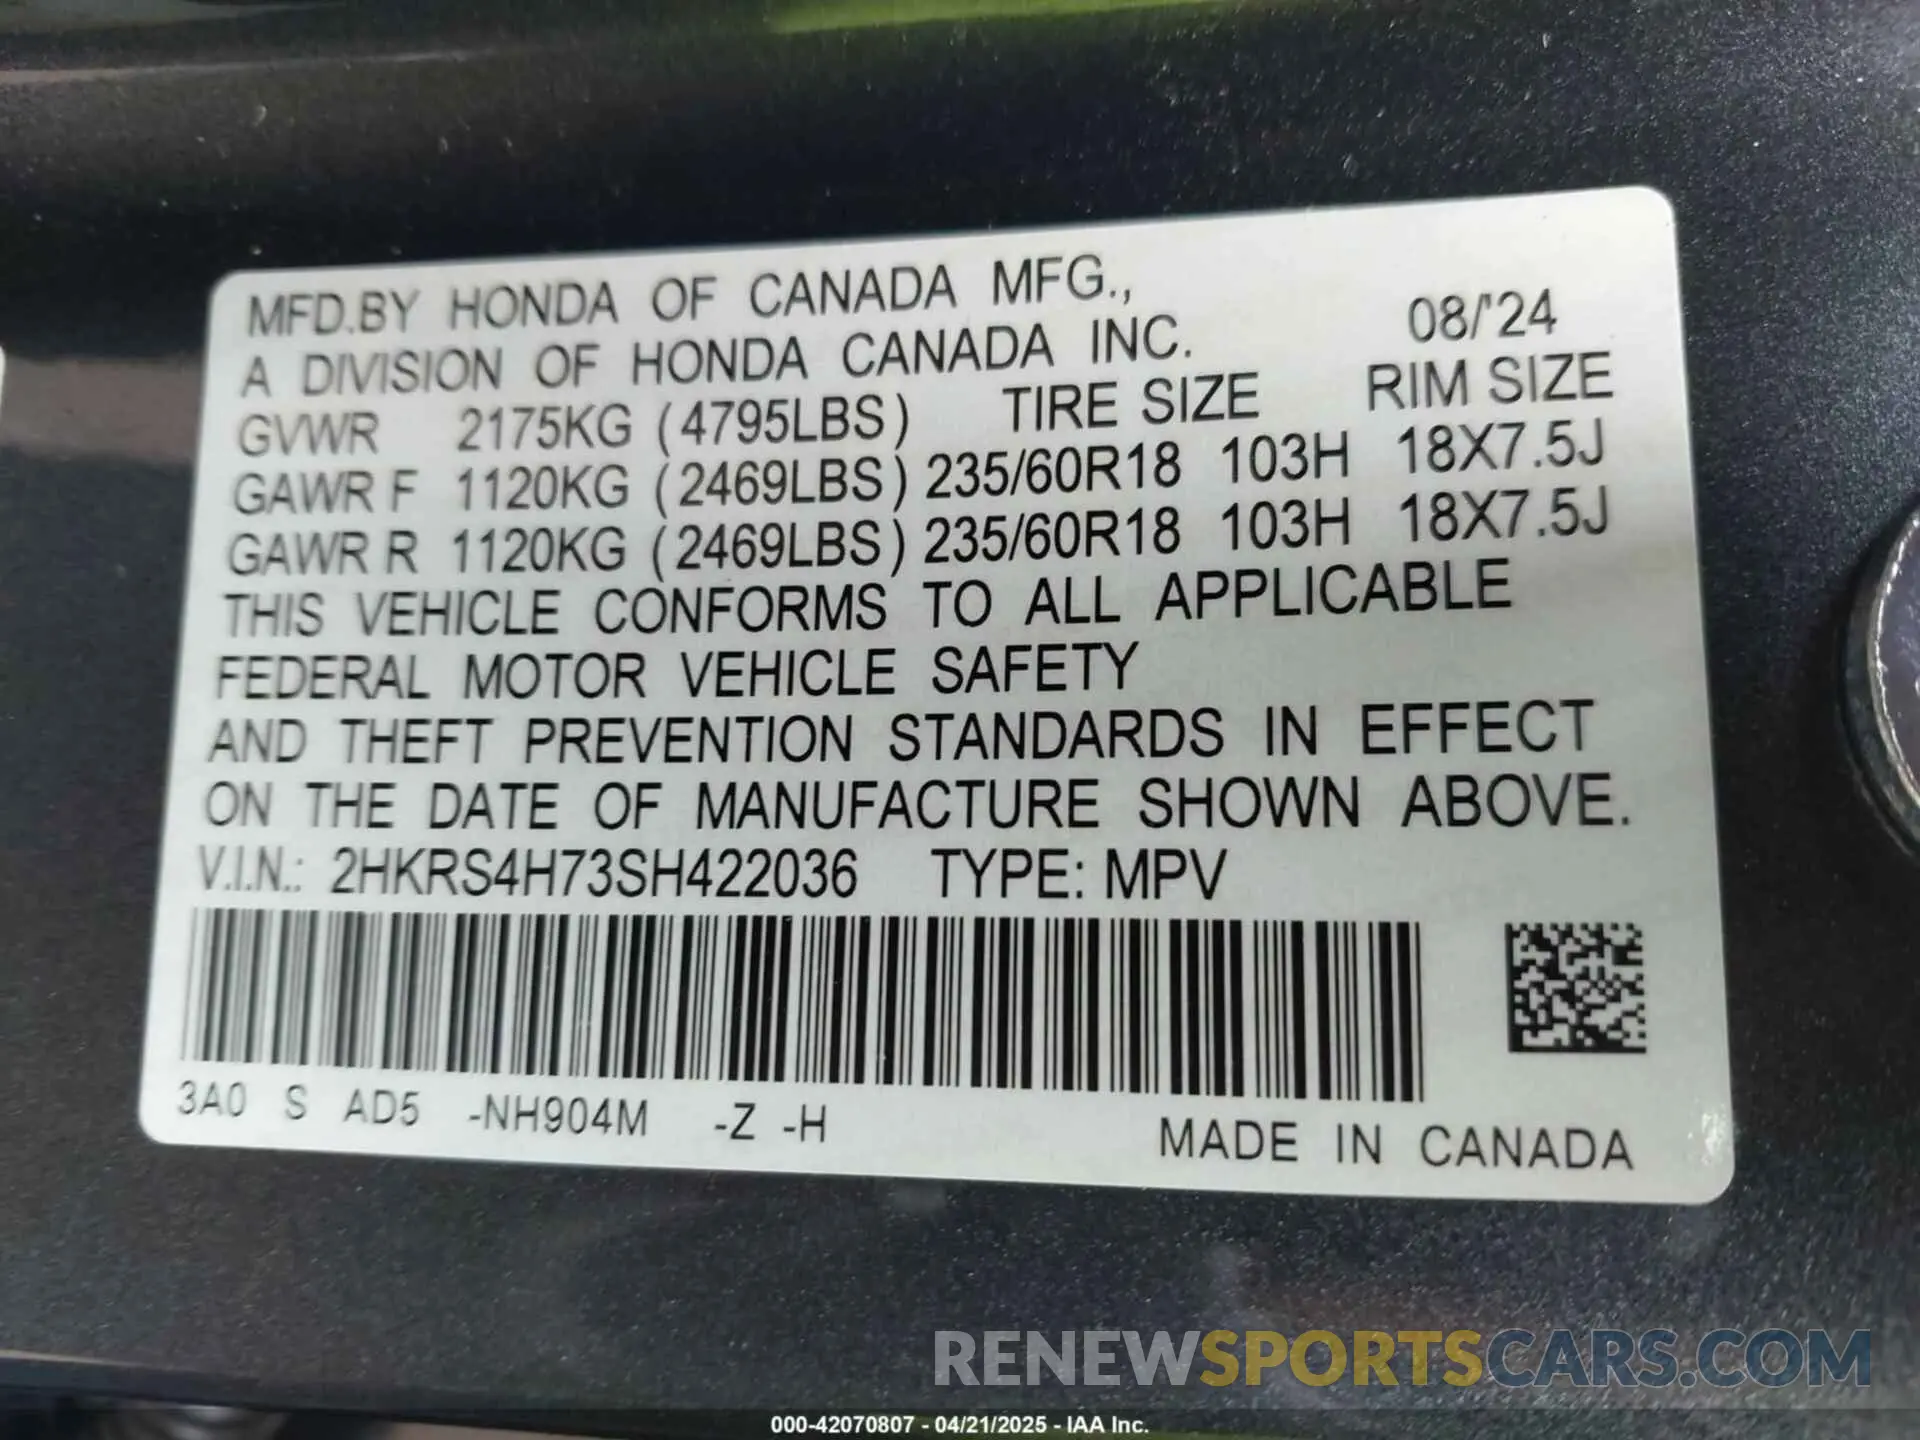 MFD.BY HONDA OF CANADA MFG.,
A DIVISION OF HONDA CANADA INC. 08/'24
GVWR 2175KG (4795LBS) TIRE SIZE RIM SIZE
GAWR F 1120KG (2469LBS) 235/60R18 103H 18X7.5J
GAWR R 1120KG (2469LBS) 235/60R18 103H 18X7.5J
THIS VEHICLE CONFORMS TO ALL APPLICABLE
FEDERAL MOTOR VEHICLE SAFETY
AND THEFT PREVENTION STANDARDS IN EFFECT
ON THE DATE OF MANUFACTURE SHOWN ABOVE.
V.I.N.: 2HKRS4H73SH422036 TYPE: MPV
3A0 S AD5 -NH904M -Z -H
MADE IN CANADA
RENEWSPORTSCARS.COM
000-42070807 - 04/21/2025 - IAA Inc.